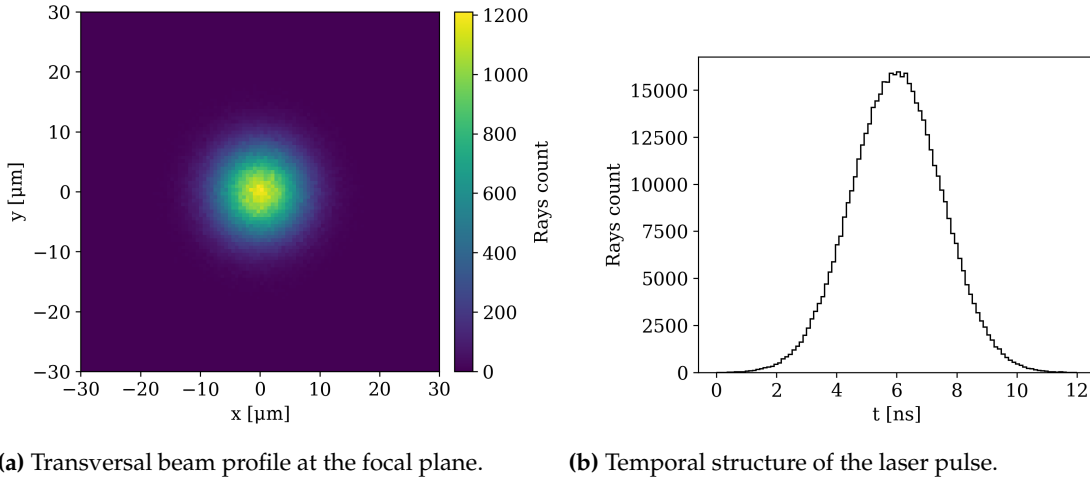 30
20
10
0
−10
−20
−30
−30 −20 −10 0 10 20 30
x [μm]
y [μm]
1200
1000
800
600
400
200
0
Rays count
15000
12500
10000
7500
5000
2500
0
0 2 4 6 8 10 12
t [ns]
Rays count
(a) Transversal beam profile at the focal plane.
(b) Temporal structure of the laser pulse.